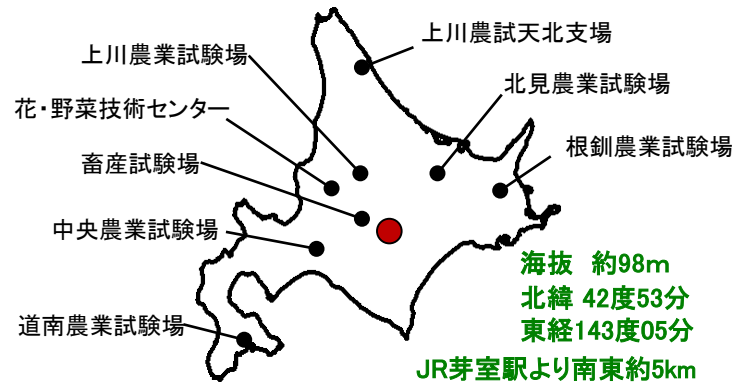 上川農試天北支場
上川農業試験場
北見農業試験場
花・野菜技術センター
根釧農業試験場
畜産試験場
中央農業試験場
海抜　約98m
北緯 42度53分
東経143度05分
道南農業試験場
JR芽室駅より南東約5km